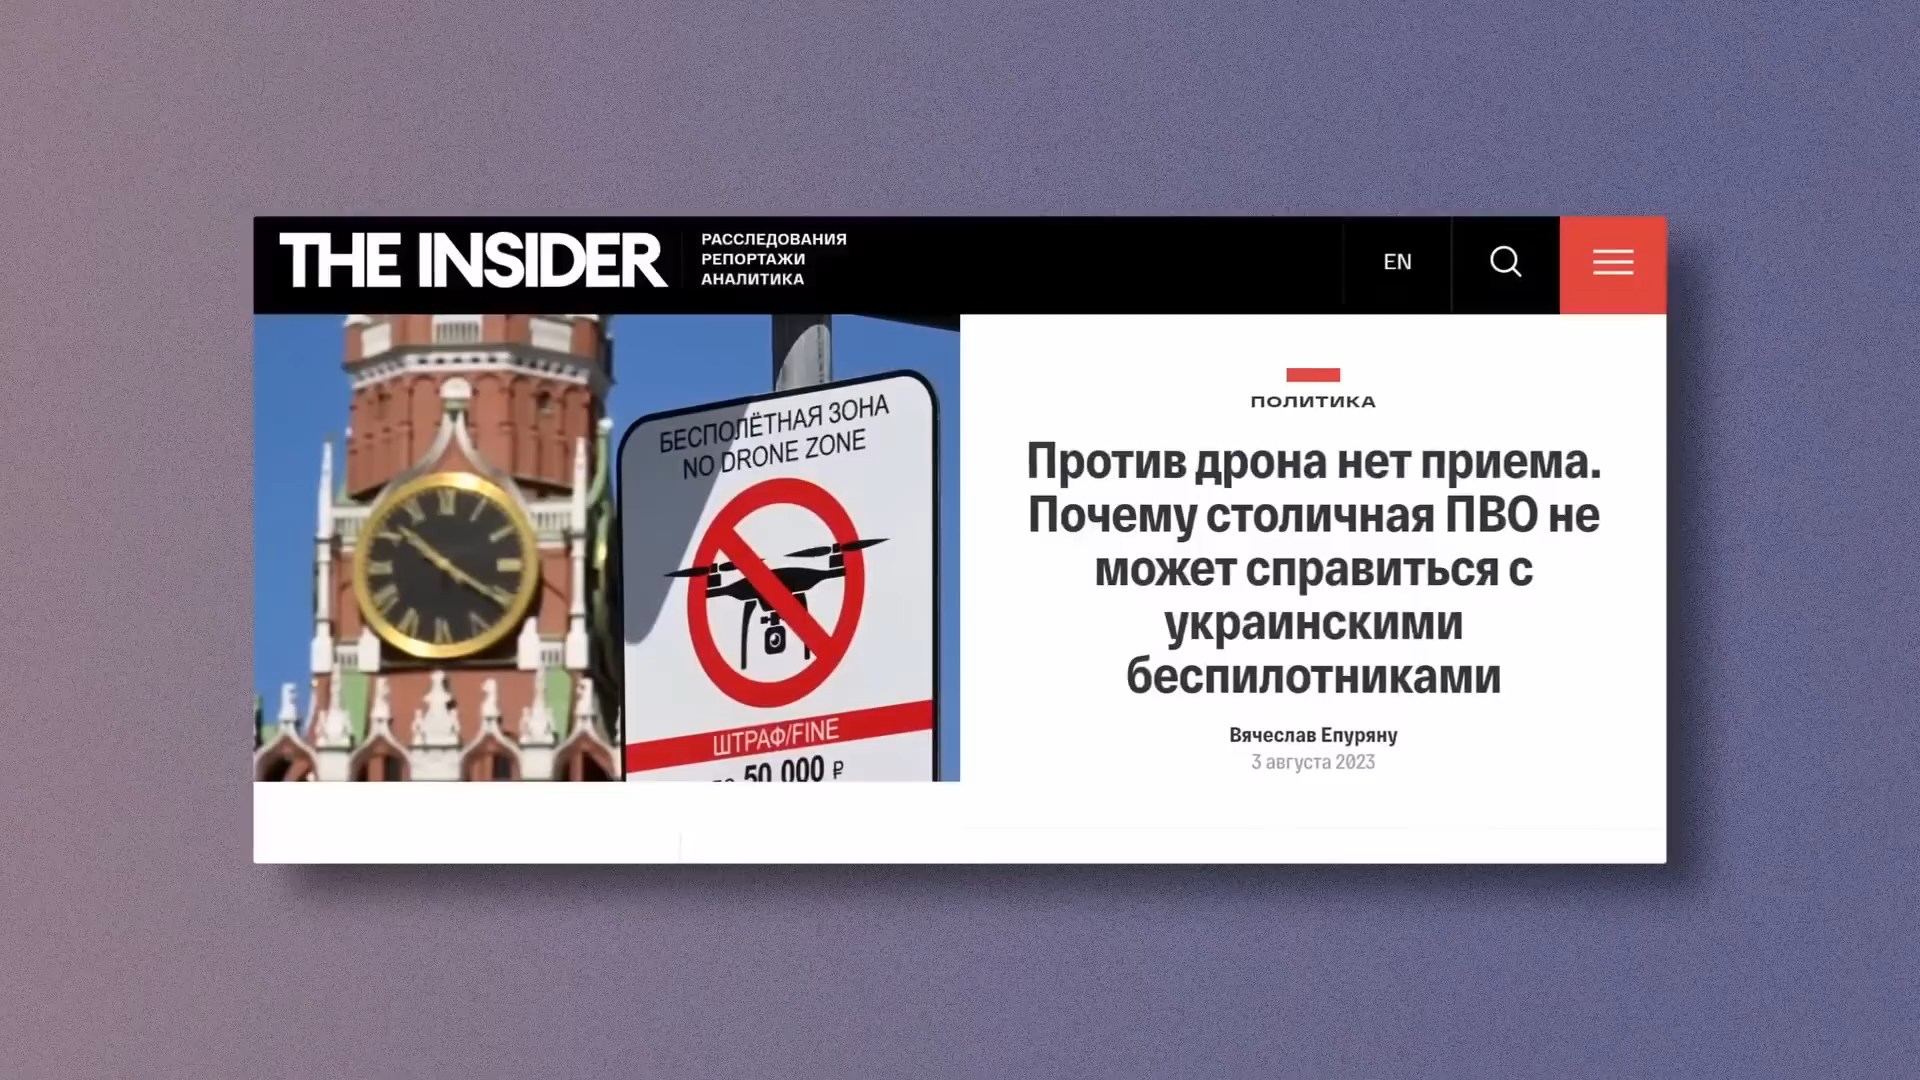 THE INSIDER
РАССЛЕДОВАНИЯ
РЕПОРТАЖИ
АНАЛИТИКА
EN
БЕСПОЛЁТНАЯ ЗОНА
NO DRONE ZONE
ШТРАФ/FINE
50 000 ₽
ПОЛИТИКА
Против дрона нет приема.
Почему столичная ПВО не
может справиться с
украинскими
беспилотниками
Вячеслав Епуряну
3 августа 2023